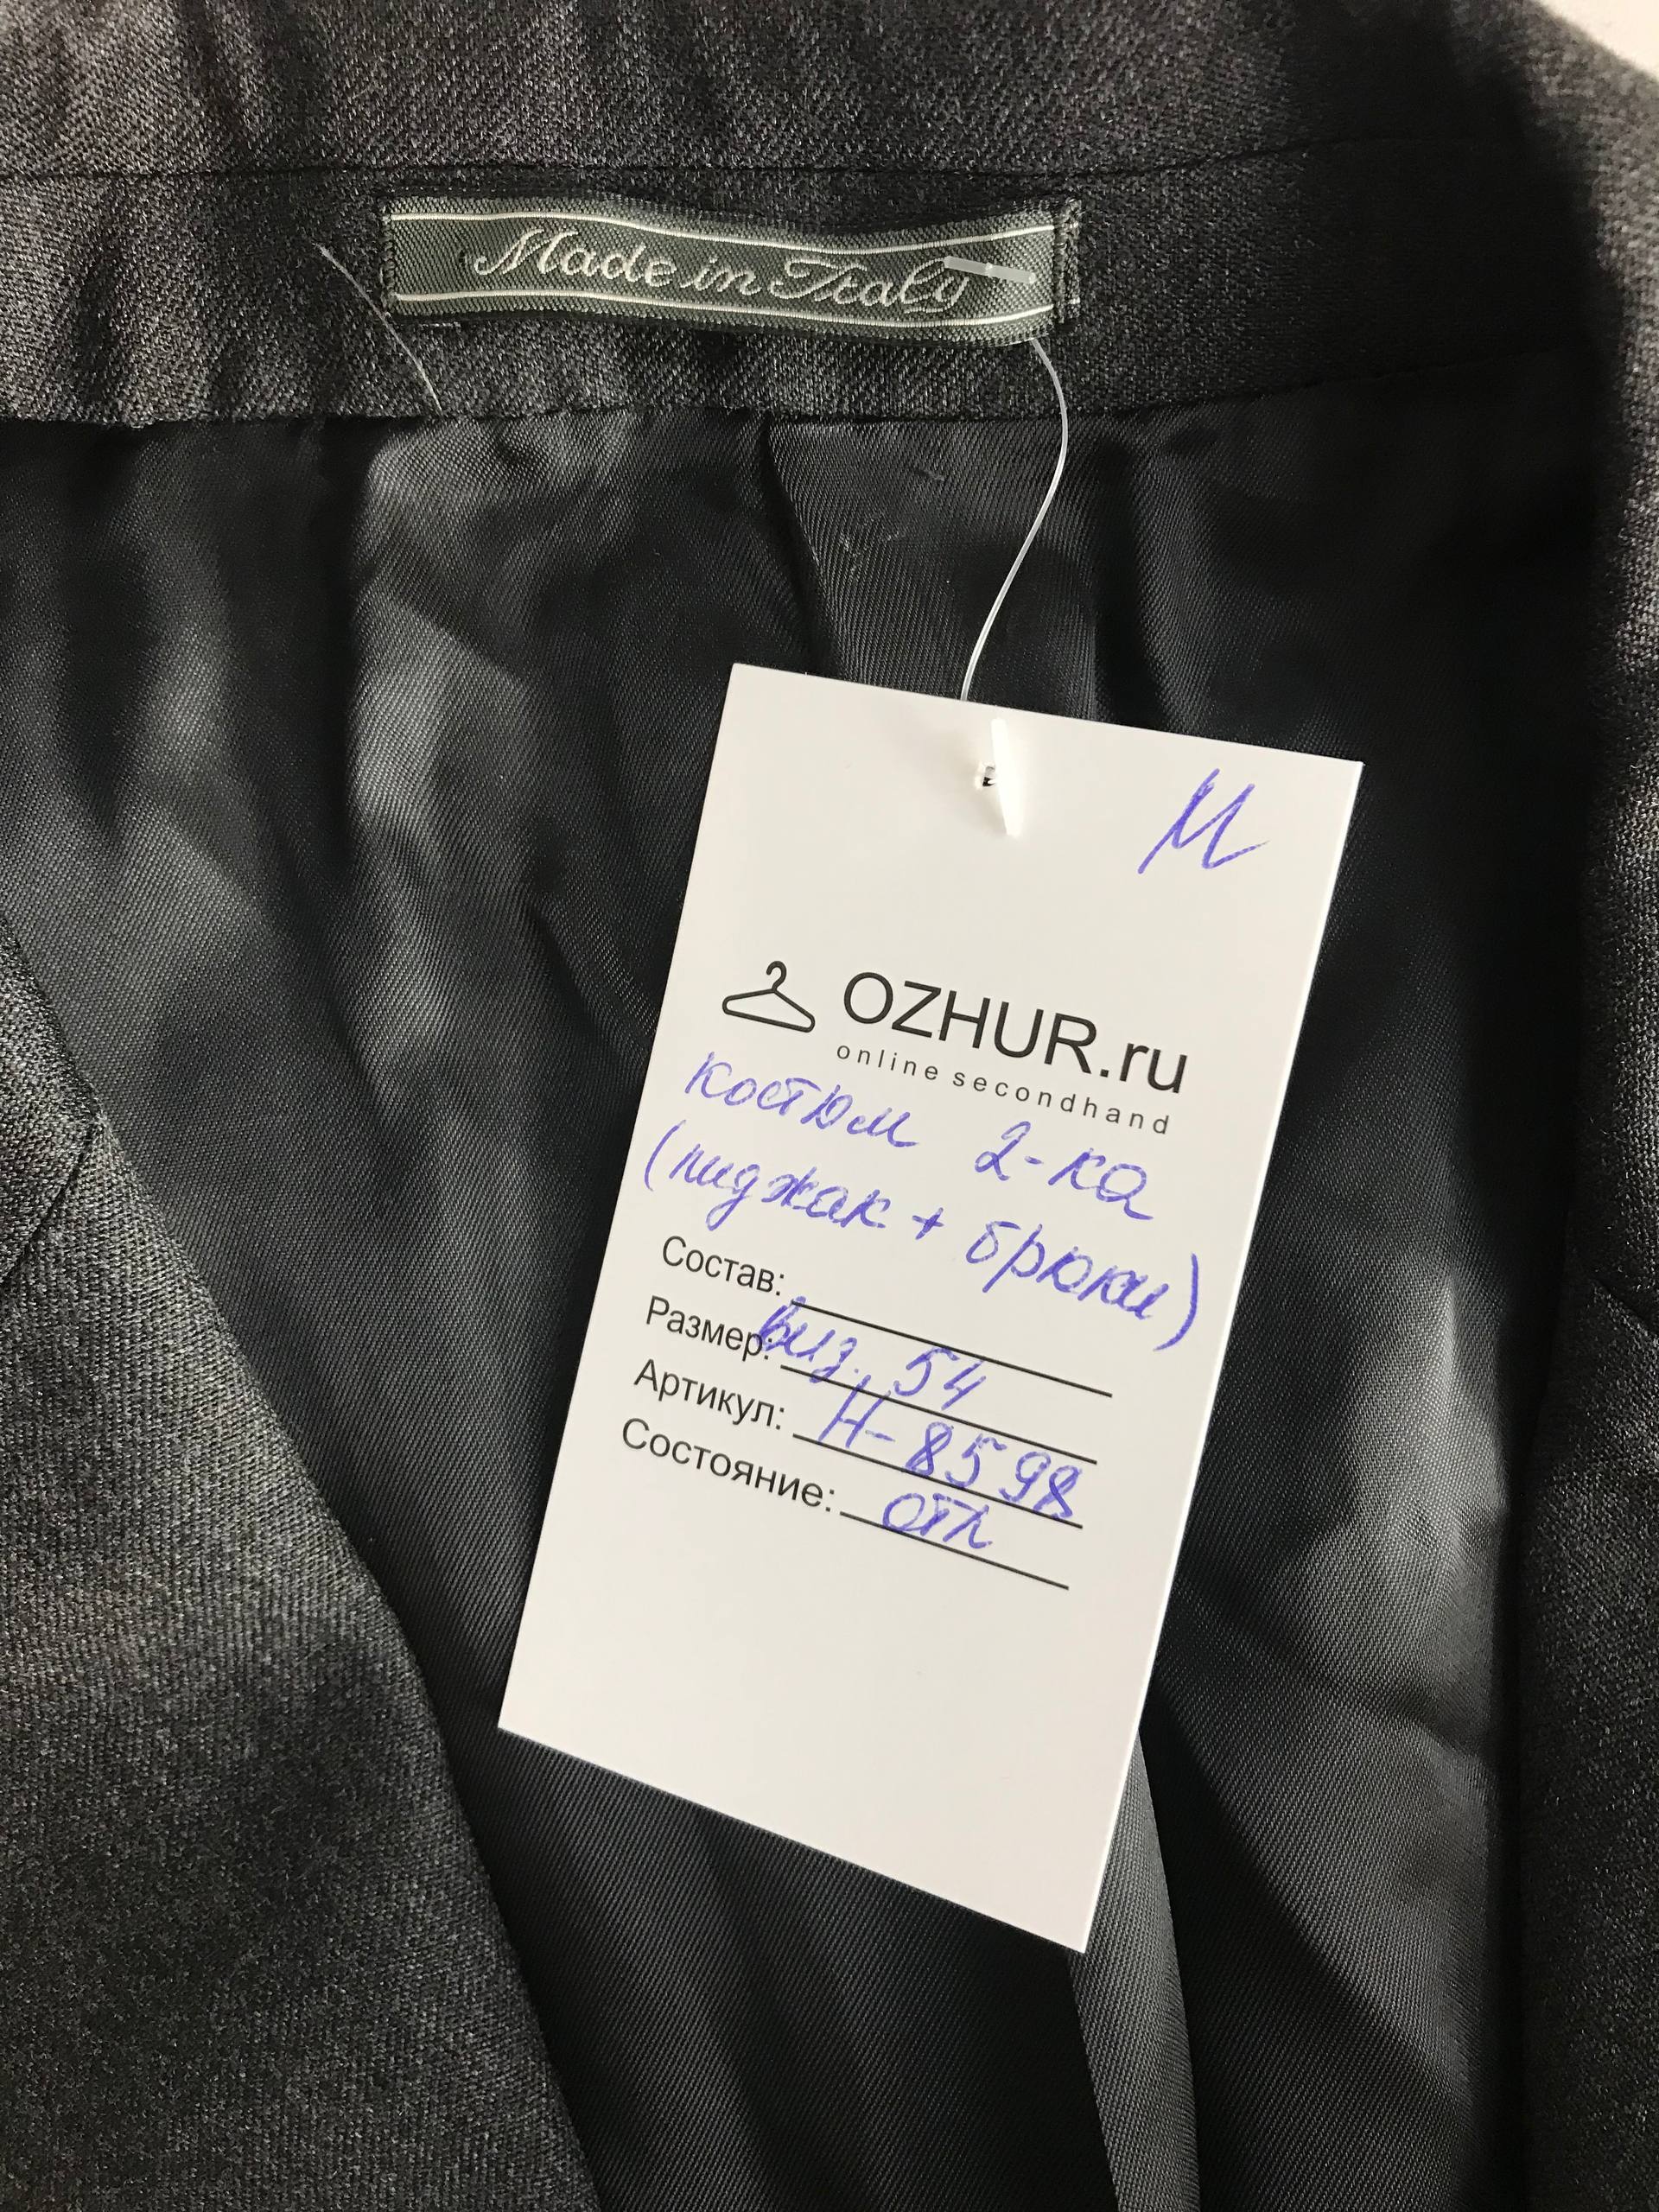 Made in Italy
М
OZHUR.ru
online secondhand
костюм 2-ка
(пиджак + брюки)
Состав:
Размер: виз. 54
Артикул: Н-8598
Состояние: отл